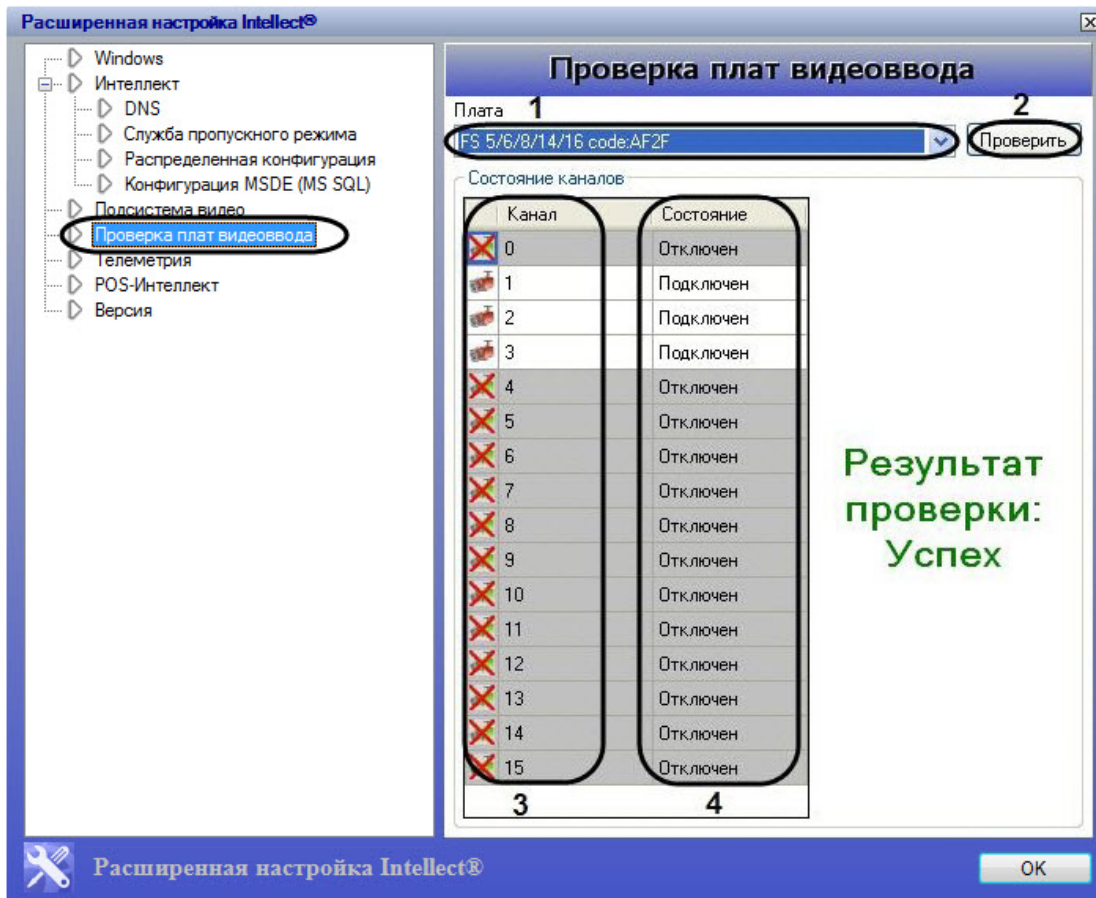 Расширенная настройка Intellect®
Windows
Интеллект
DNS
Служба пропускного режима
Распределенная конфигурация
Конфигурация MSDE (MS SQL)
Подсистема видео
Проверка плат видеоввода
Телеметрия
POS-Интеллект
Версия
Проверка плат видеоввода
Плата 1 2
FS 5/6/8/14/16 code:AF2F Проверить
Состояние каналов
Канал Состояние
0 Отключен
1 Подключен
2 Подключен
3 Подключен
4 Отключен
5 Отключен
6 Отключен
7 Отключен
8 Отключен
9 Отключен
10 Отключен
11 Отключен
12 Отключен
13 Отключен
14 Отключен
15 Отключен
3 4
Результат
проверки:
Успех
Расширенная настройка Intellect® OK